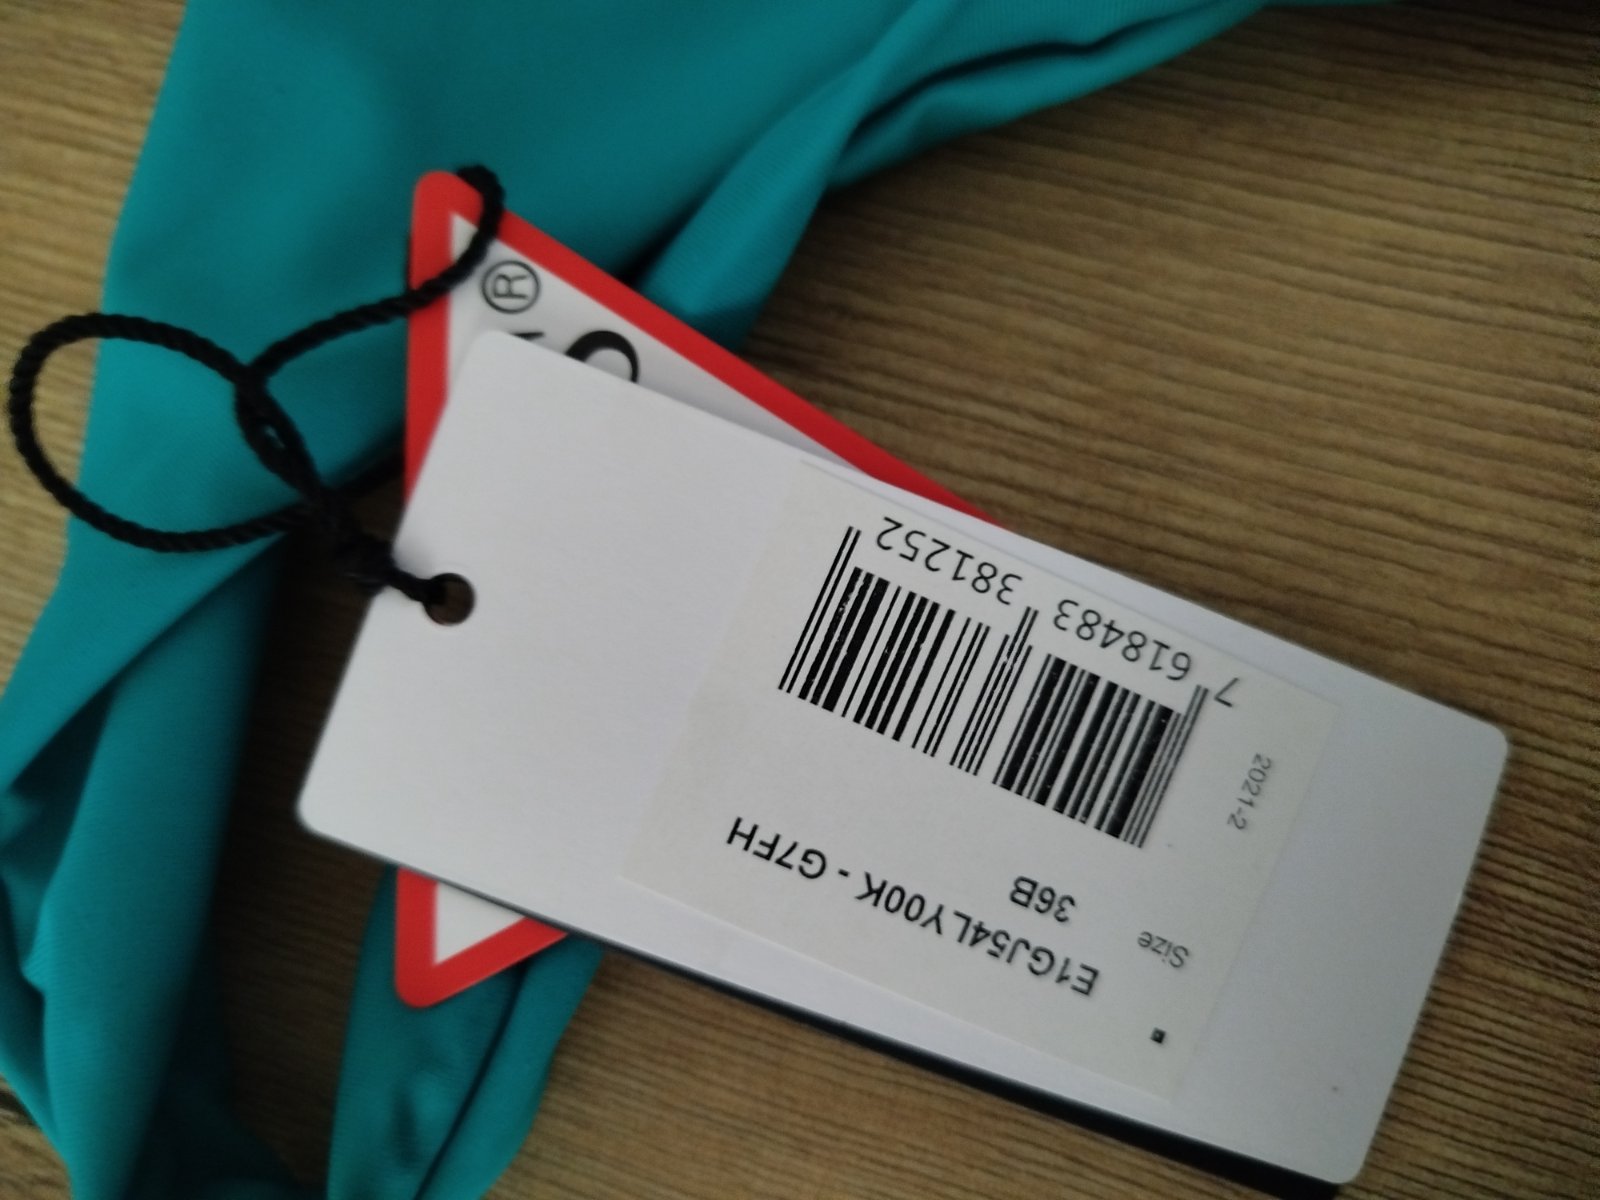 E1GJ54LY00K - G7FH
Size
36B
2021-2
7 618483 381252
®